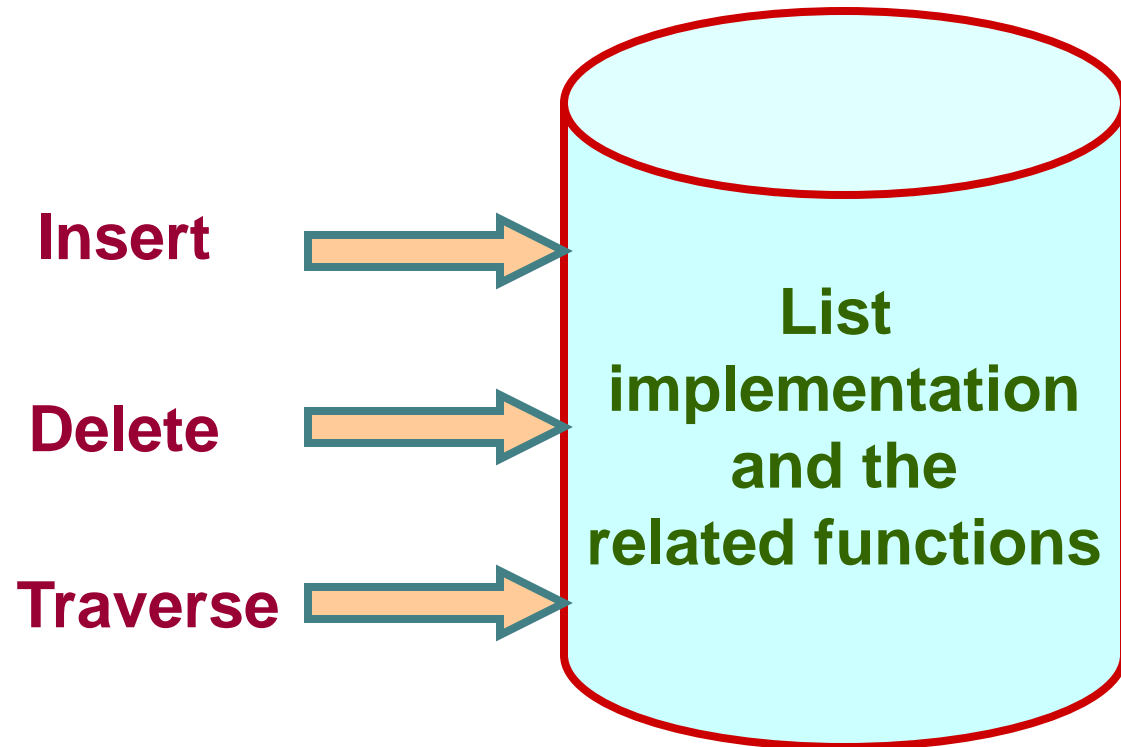 Insert
Delete
Traverse
List
implementation
and the
related functions